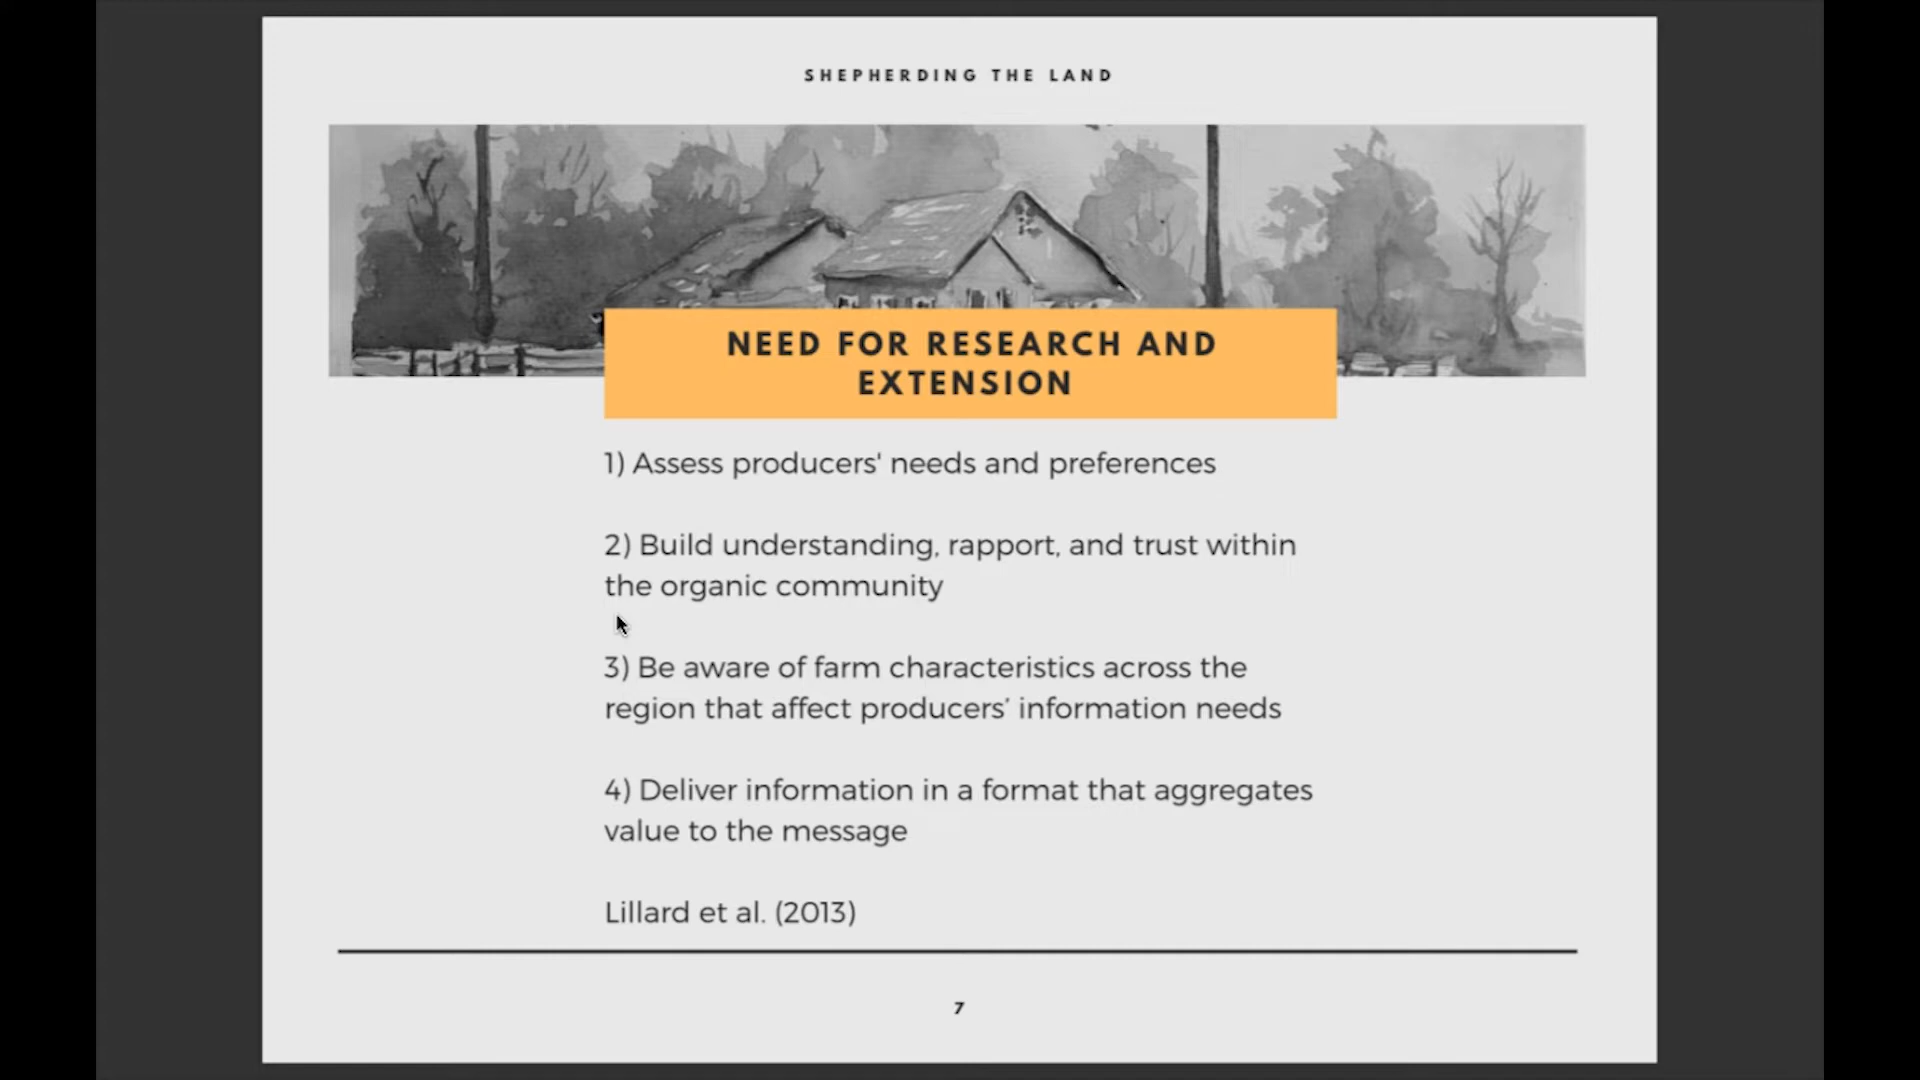 SHEPHERDING THE LAND
NEED FOR RESEARCH AND
EXTENSION
1) Assess producers' needs and preferences
2) Build understanding, rapport, and trust within
the organic community
3) Be aware of farm characteristics across the
region that affect producers’ information needs
4) Deliver information in a format that aggregates
value to the message
Lillard et al. (2013)
7